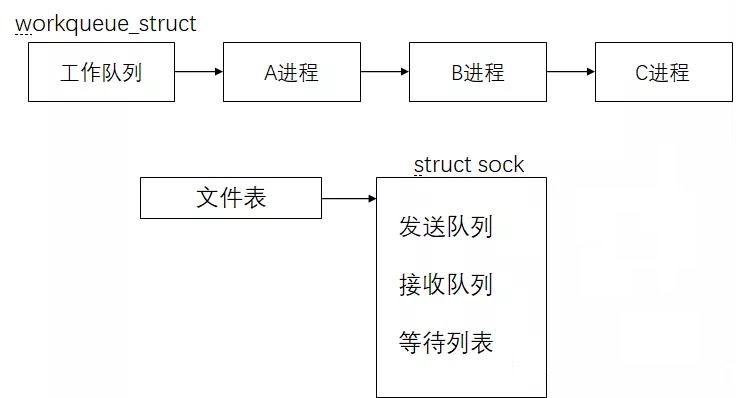 workqueue_struct
工作队列
A进程
B进程
C进程
struct sock
文件表
发送队列
接收队列
等待列表